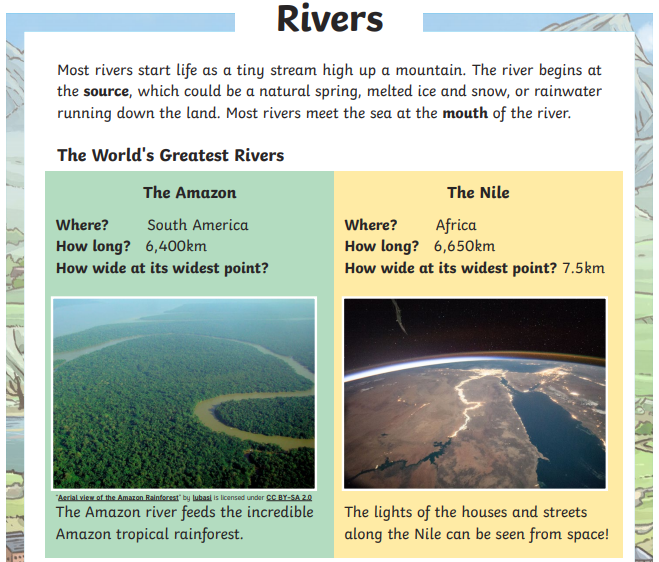 Rivers
Most rivers start life as a tiny stream high up a mountain. The river begins at
the source, which could be a natural spring, melted ice and snow, or rainwater
running down the land. Most rivers meet the sea at the mouth of the river.
The World's Greatest Rivers
The Amazon
Where? South America
How long? 6,400km
How wide at its widest point?
"Aerial view of the Amazon Rainforest" by lubasi is licensed under CC BY-SA 2.0
The Amazon river feeds the incredible
Amazon tropical rainforest.
The Nile
Where? Africa
How long? 6,650km
How wide at its widest point? 7.5km
The lights of the houses and streets
along the Nile can be seen from space!